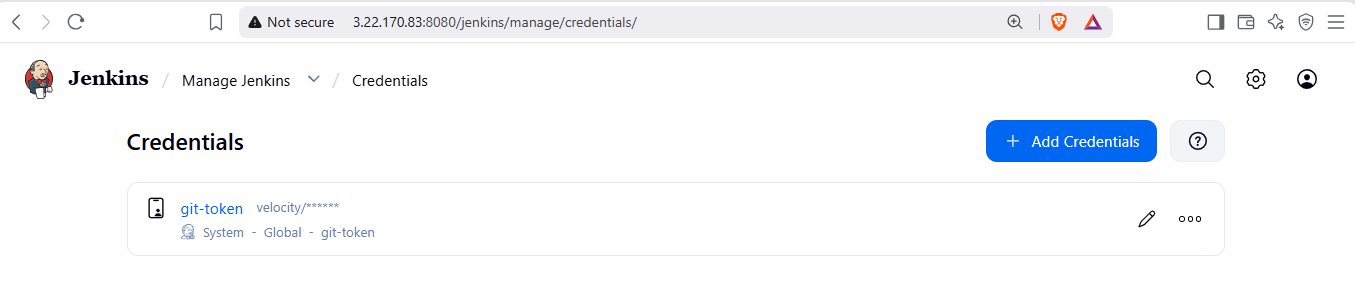 Not secure 3.22.170.83:8080/jenkins/manage/credentials/
Jenkins / Manage Jenkins / Credentials
Credentials
+ Add Credentials
git-token velocity/******
System - Global - git-token